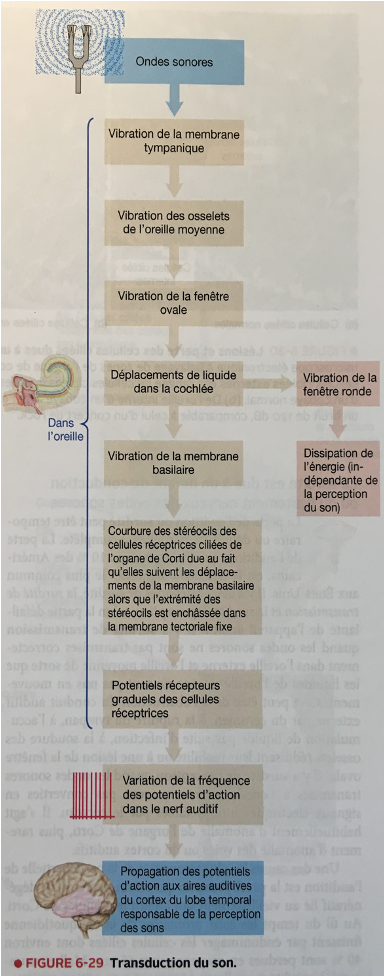 Ondes sonores
Vibration de la membrane
tympanique
Vibration des osselets
de l'oreille moyenne
Vibration de la fenêtre
ovale
Déplacements de liquide
dans la cochlée
Vibration de la
fenêtre ronde
Dans
l'oreille
Dissipation de
l'énergie (in-
dépendante de
la perception
du son)
Vibration de la membrane
basilaire
Courbure des stéréocils des
cellules réceptrices ciliées de
l'organe de Corti due au fait
qu'elles suivent les déplace-
ments de la membrane basilaire
alors que l'extrémité des
stéréocils est enchâssée dans
la membrane tectoriale fixe
Potentiels récepteurs
graduels des cellules
réceptrices
Variation de la fréquence
des potentiels d'action
dans le nerf auditif
Propagation des potentiels
d'action aux aires auditives
du cortex du lobe temporal
responsable de la perception
des sons
• FIGURE 6-29 Transduction du son.